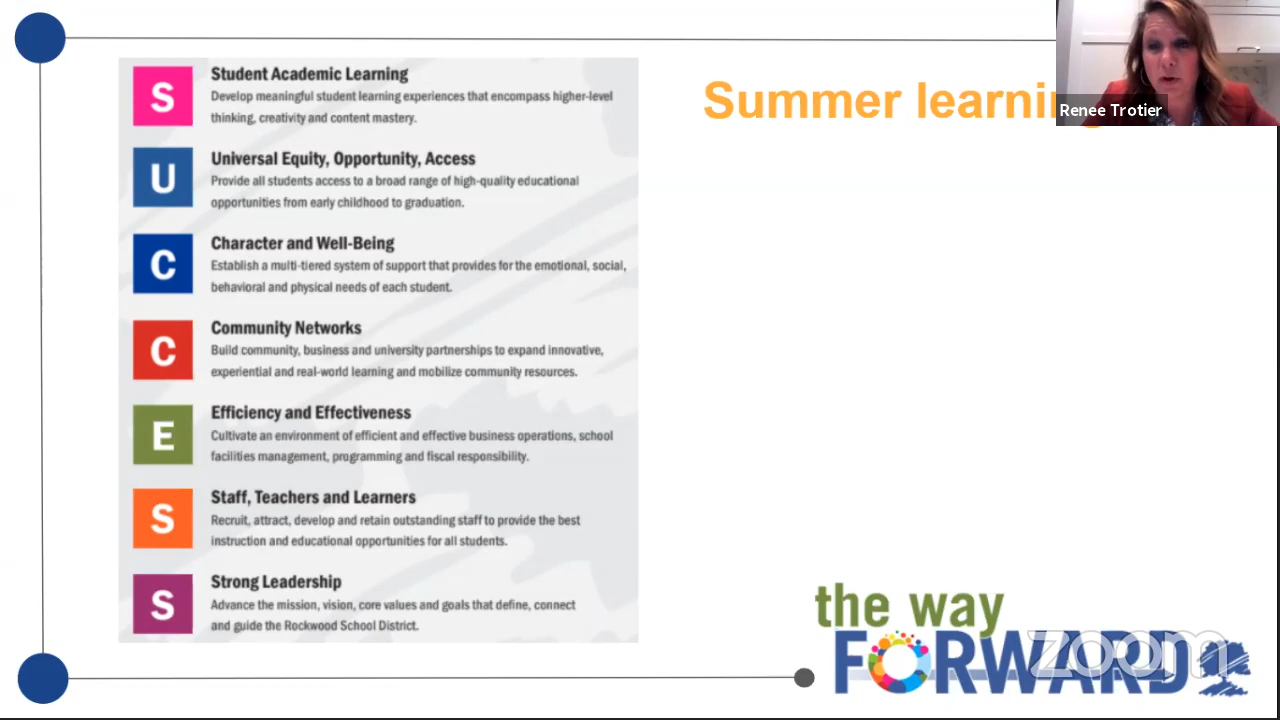 S
Student Academic Learning
Develop meaningful student learning experiences that encompass higher-level
thinking, creativity and content mastery.
U
Universal Equity, Opportunity, Access
Provide all students access to a broad range of high-quality educational
opportunities from early childhood to graduation.
C
Character and Well-Being
Establish a multi-tiered system of support that provides for the emotional, social,
behavioral and physical needs of each student.
C
Community Networks
Build community, business and university partnerships to expand innovative,
experiential and real-world learning and mobilize community resources.
E
Efficiency and Effectiveness
Cultivate an environment of efficient and effective business operations, school
facilities management, programming and fiscal responsibility.
S
Staff, Teachers and Learners
Recruit, attract, develop and retain outstanding staff to provide the best
instruction and educational opportunities for all students.
S
Strong Leadership
Advance the mission, vision, core values and goals that define, connect
and guide the Rockwood School District.
Summer learning
Renee Trotier
the way
FORWARD
zoom